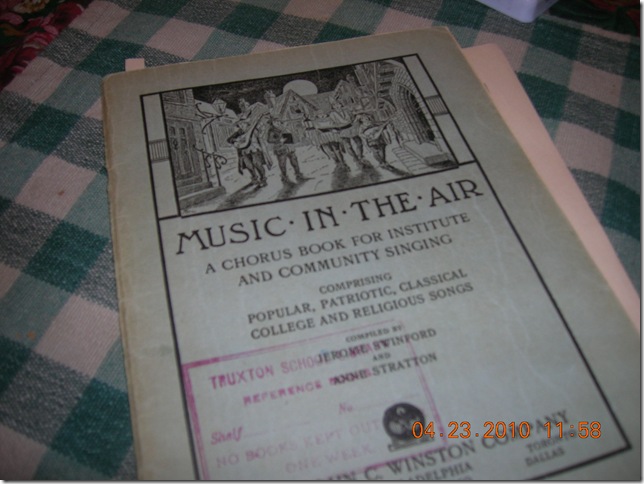 MUSIC · IN · THE · AIR
A CHORUS BOOK FOR INSTITUTE
AND COMMUNITY SINGING
COMPRISING
POPULAR, PATRIOTIC, CLASSICAL
COLLEGE AND RELIGIOUS SONGS
COMPILED BY
JEROME SWINFORD
AND
ANNE STRATTON
TRUXTON SCHOOL
REFERENCE
Shelf No
NO BOOKS KEPT OUT
ONE WEEK
C. WINSTON COMPANY
DALLAS
04.23.2010 11:58